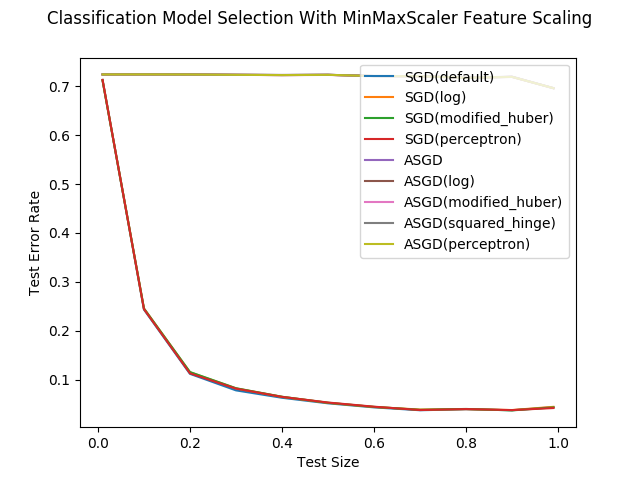 Classification Model Selection With MinMaxScaler Feature Scaling
0.7
0.6
0.5
0.4
0.3
0.2
0.1
Test Error Rate
SGD(default)
SGD(log)
SGD(modified_huber)
SGD(perceptron)
ASGD
ASGD(log)
ASGD(modified_huber)
ASGD(squared_hinge)
ASGD(perceptron)
0.0 0.2 0.4 0.6 0.8 1.0
Test Size